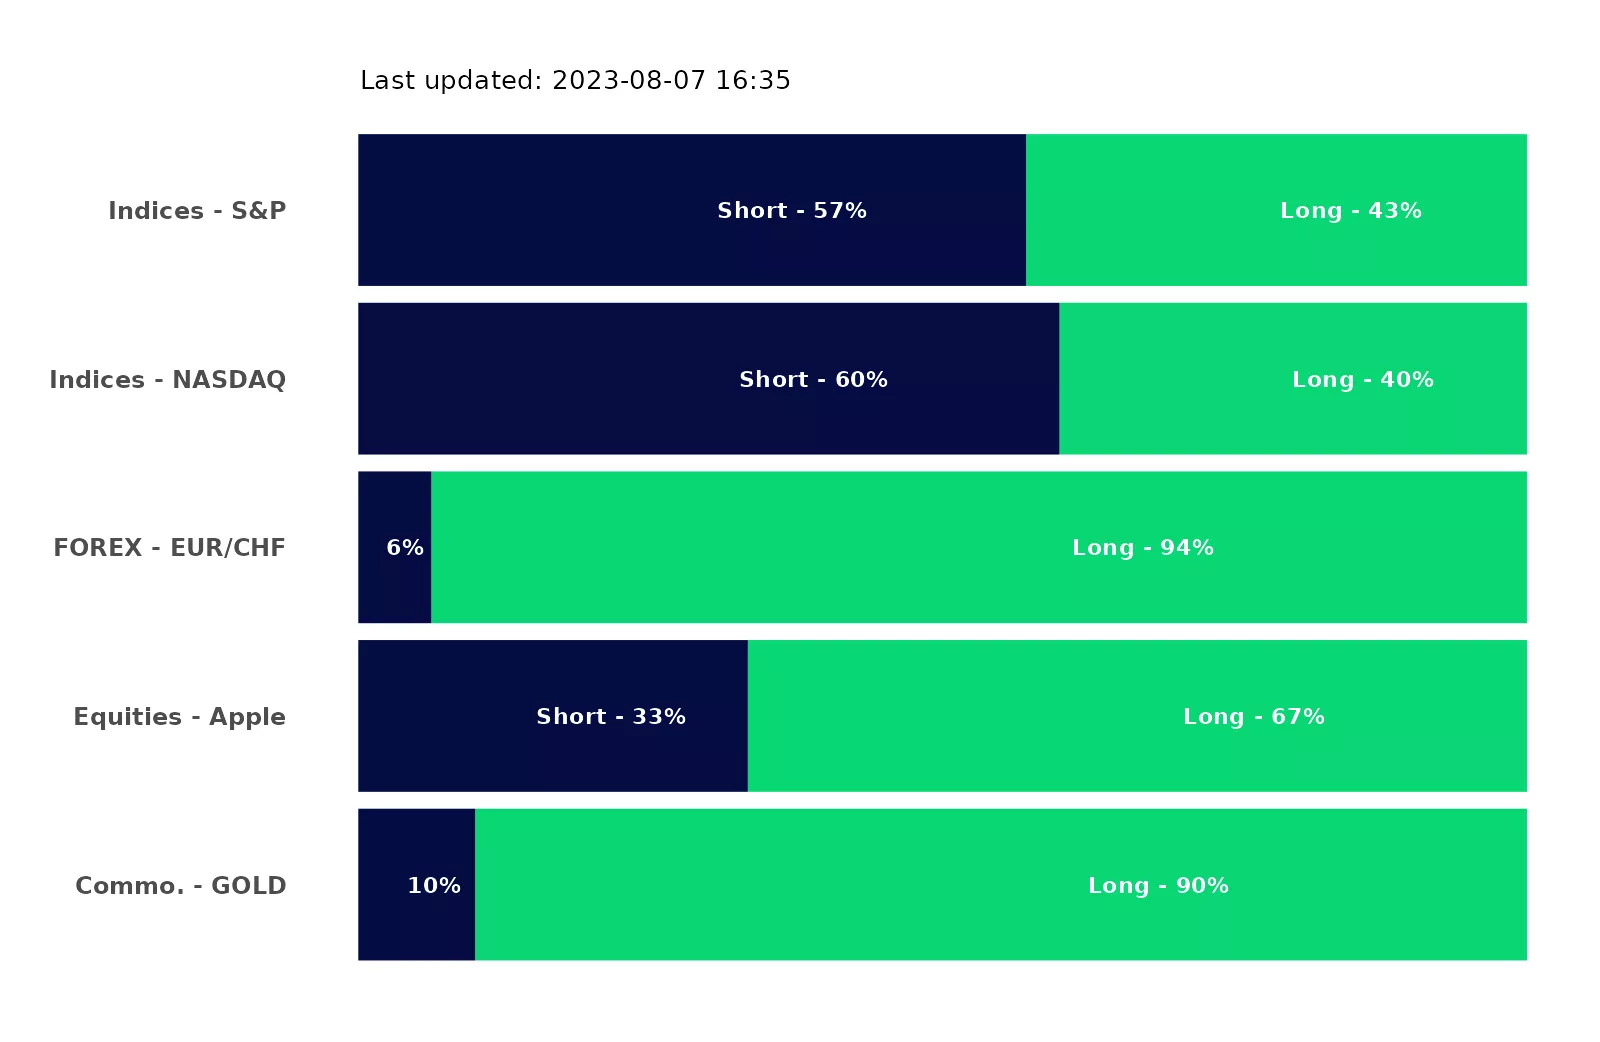 Last updated: 2023-08-07 16:35
Indices - S&P Short - 57% Long - 43%
Indices - NASDAQ Short - 60% Long - 40%
FOREX - EUR/CHF 6% Long - 94%
Equities - Apple Short - 33% Long - 67%
Commo. - GOLD 10% Long - 90%